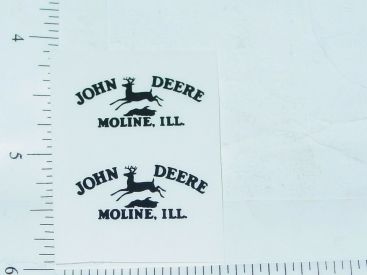 4
JOHN DEERE
MOLINE, ILL.
5
JOHN DEERE
MOLINE, ILL.
6